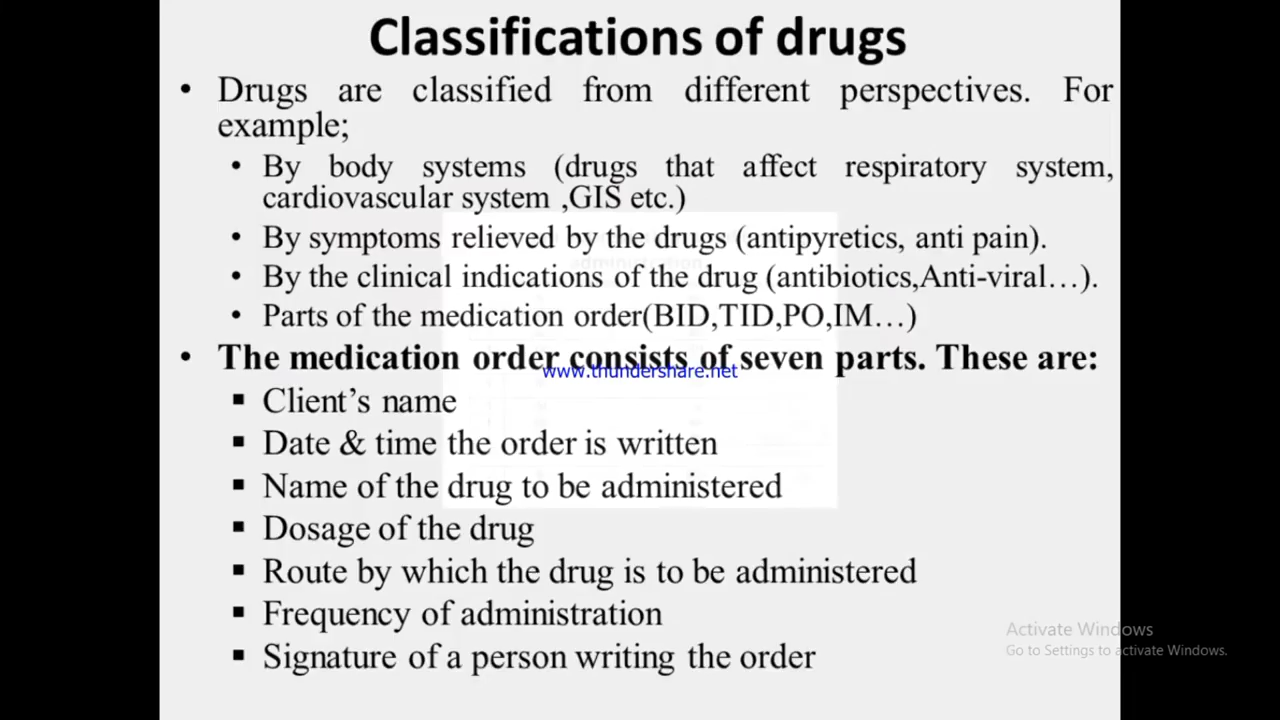 Classifications of drugs
• Drugs are classified from different perspectives. For
example;
• By body systems (drugs that affect respiratory system,
cardiovascular system ,GIS etc.)
• By symptoms relieved by the drugs (antipyretics, anti pain).
• By the clinical indications of the drug (antibiotics,Anti-viral…).
• Parts of the medication order(BID,TID,PO,IM…)
• The medication order consists of seven parts. These are:
www.thundershare.net
▪ Client’s name
▪ Date & time the order is written
▪ Name of the drug to be administered
▪ Dosage of the drug
▪ Route by which the drug is to be administered
▪ Frequency of administration
▪ Signature of a person writing the order
Activate Windows
Go to Settings to activate Windows.